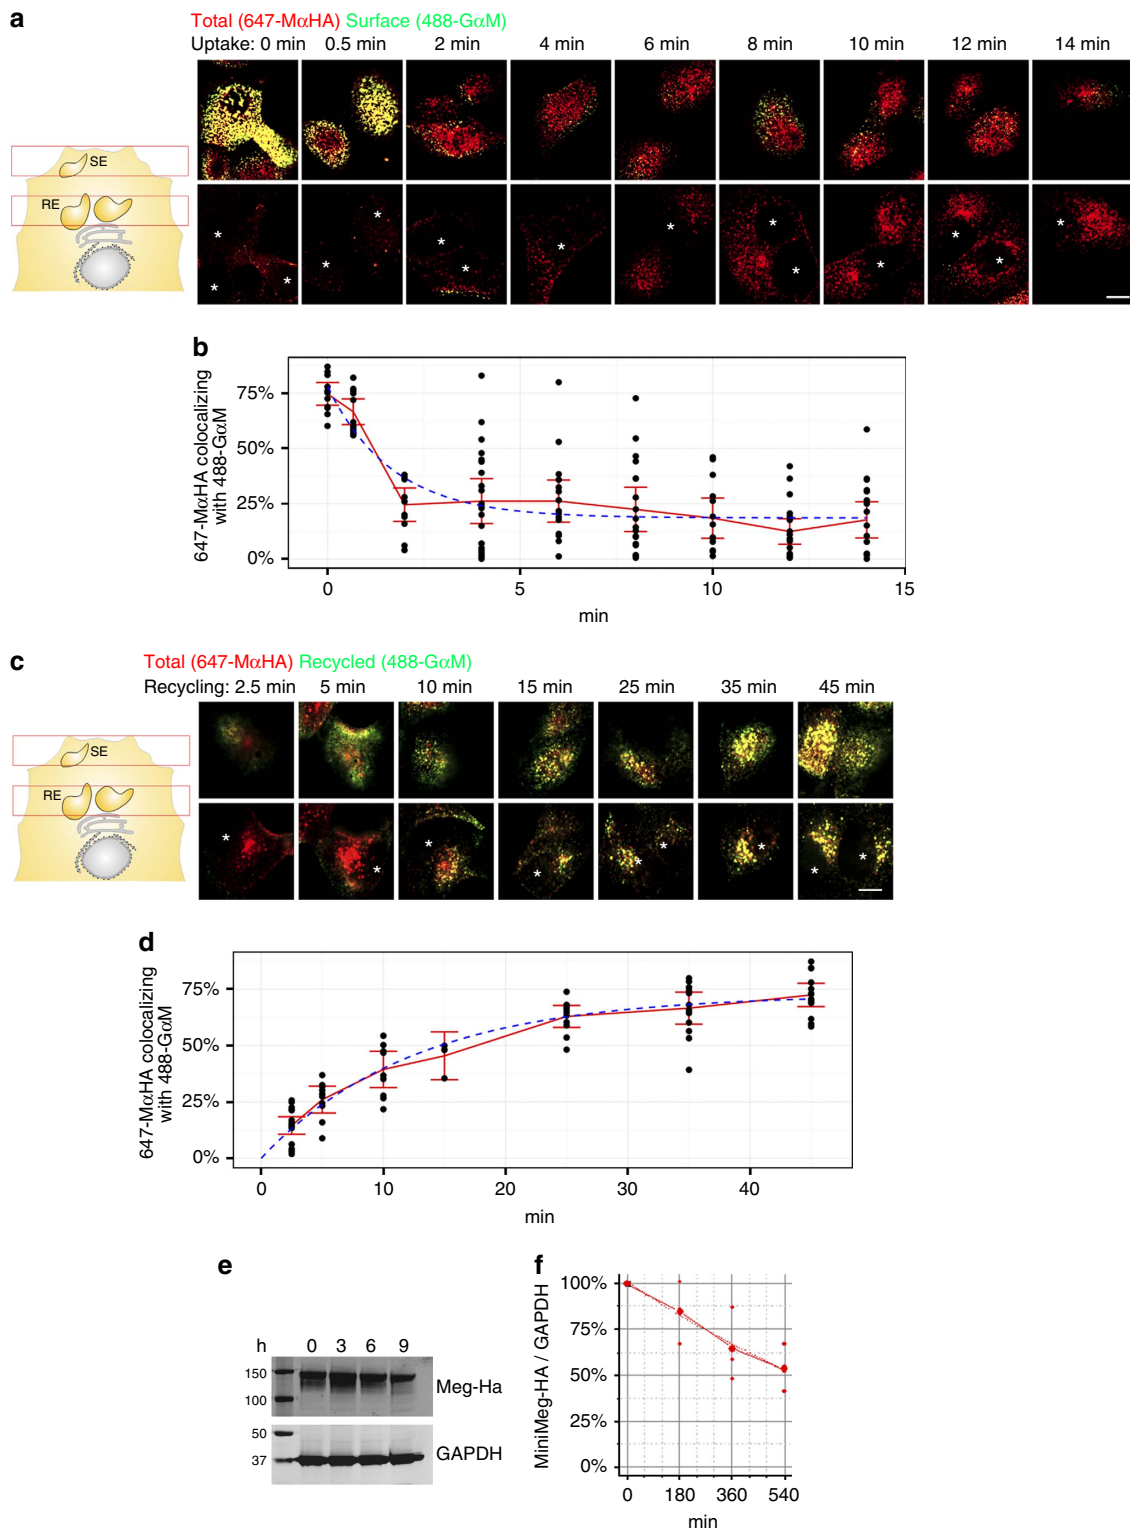 a
Total (647-MαHA) Surface (488-GαM)
Uptake: 0 min 0.5 min 2 min 4 min 6 min 8 min 10 min 12 min 14 min
SE
RE
* * * * * * * * * * * * * * *
b
647-MαHA colocalizing
with 488-GαM
75%
50%
25%
0%
0 5 10 15
min
c
Total (647-MαHA) Recycled (488-GαM)
Recycling: 2.5 min 5 min 10 min 15 min 25 min 35 min 45 min
SE
RE
* * * * * * * * *
d
647-MαHA colocalizing
with 488-GαM
75%
50%
25%
0%
0 10 20 30 40
min
e
h 0 3 6 9
150
100
Meg-Ha
50
37
GAPDH
f
MiniMeg-HA / GAPDH
100%
75%
50%
25%
0%
0 180 360 540
min